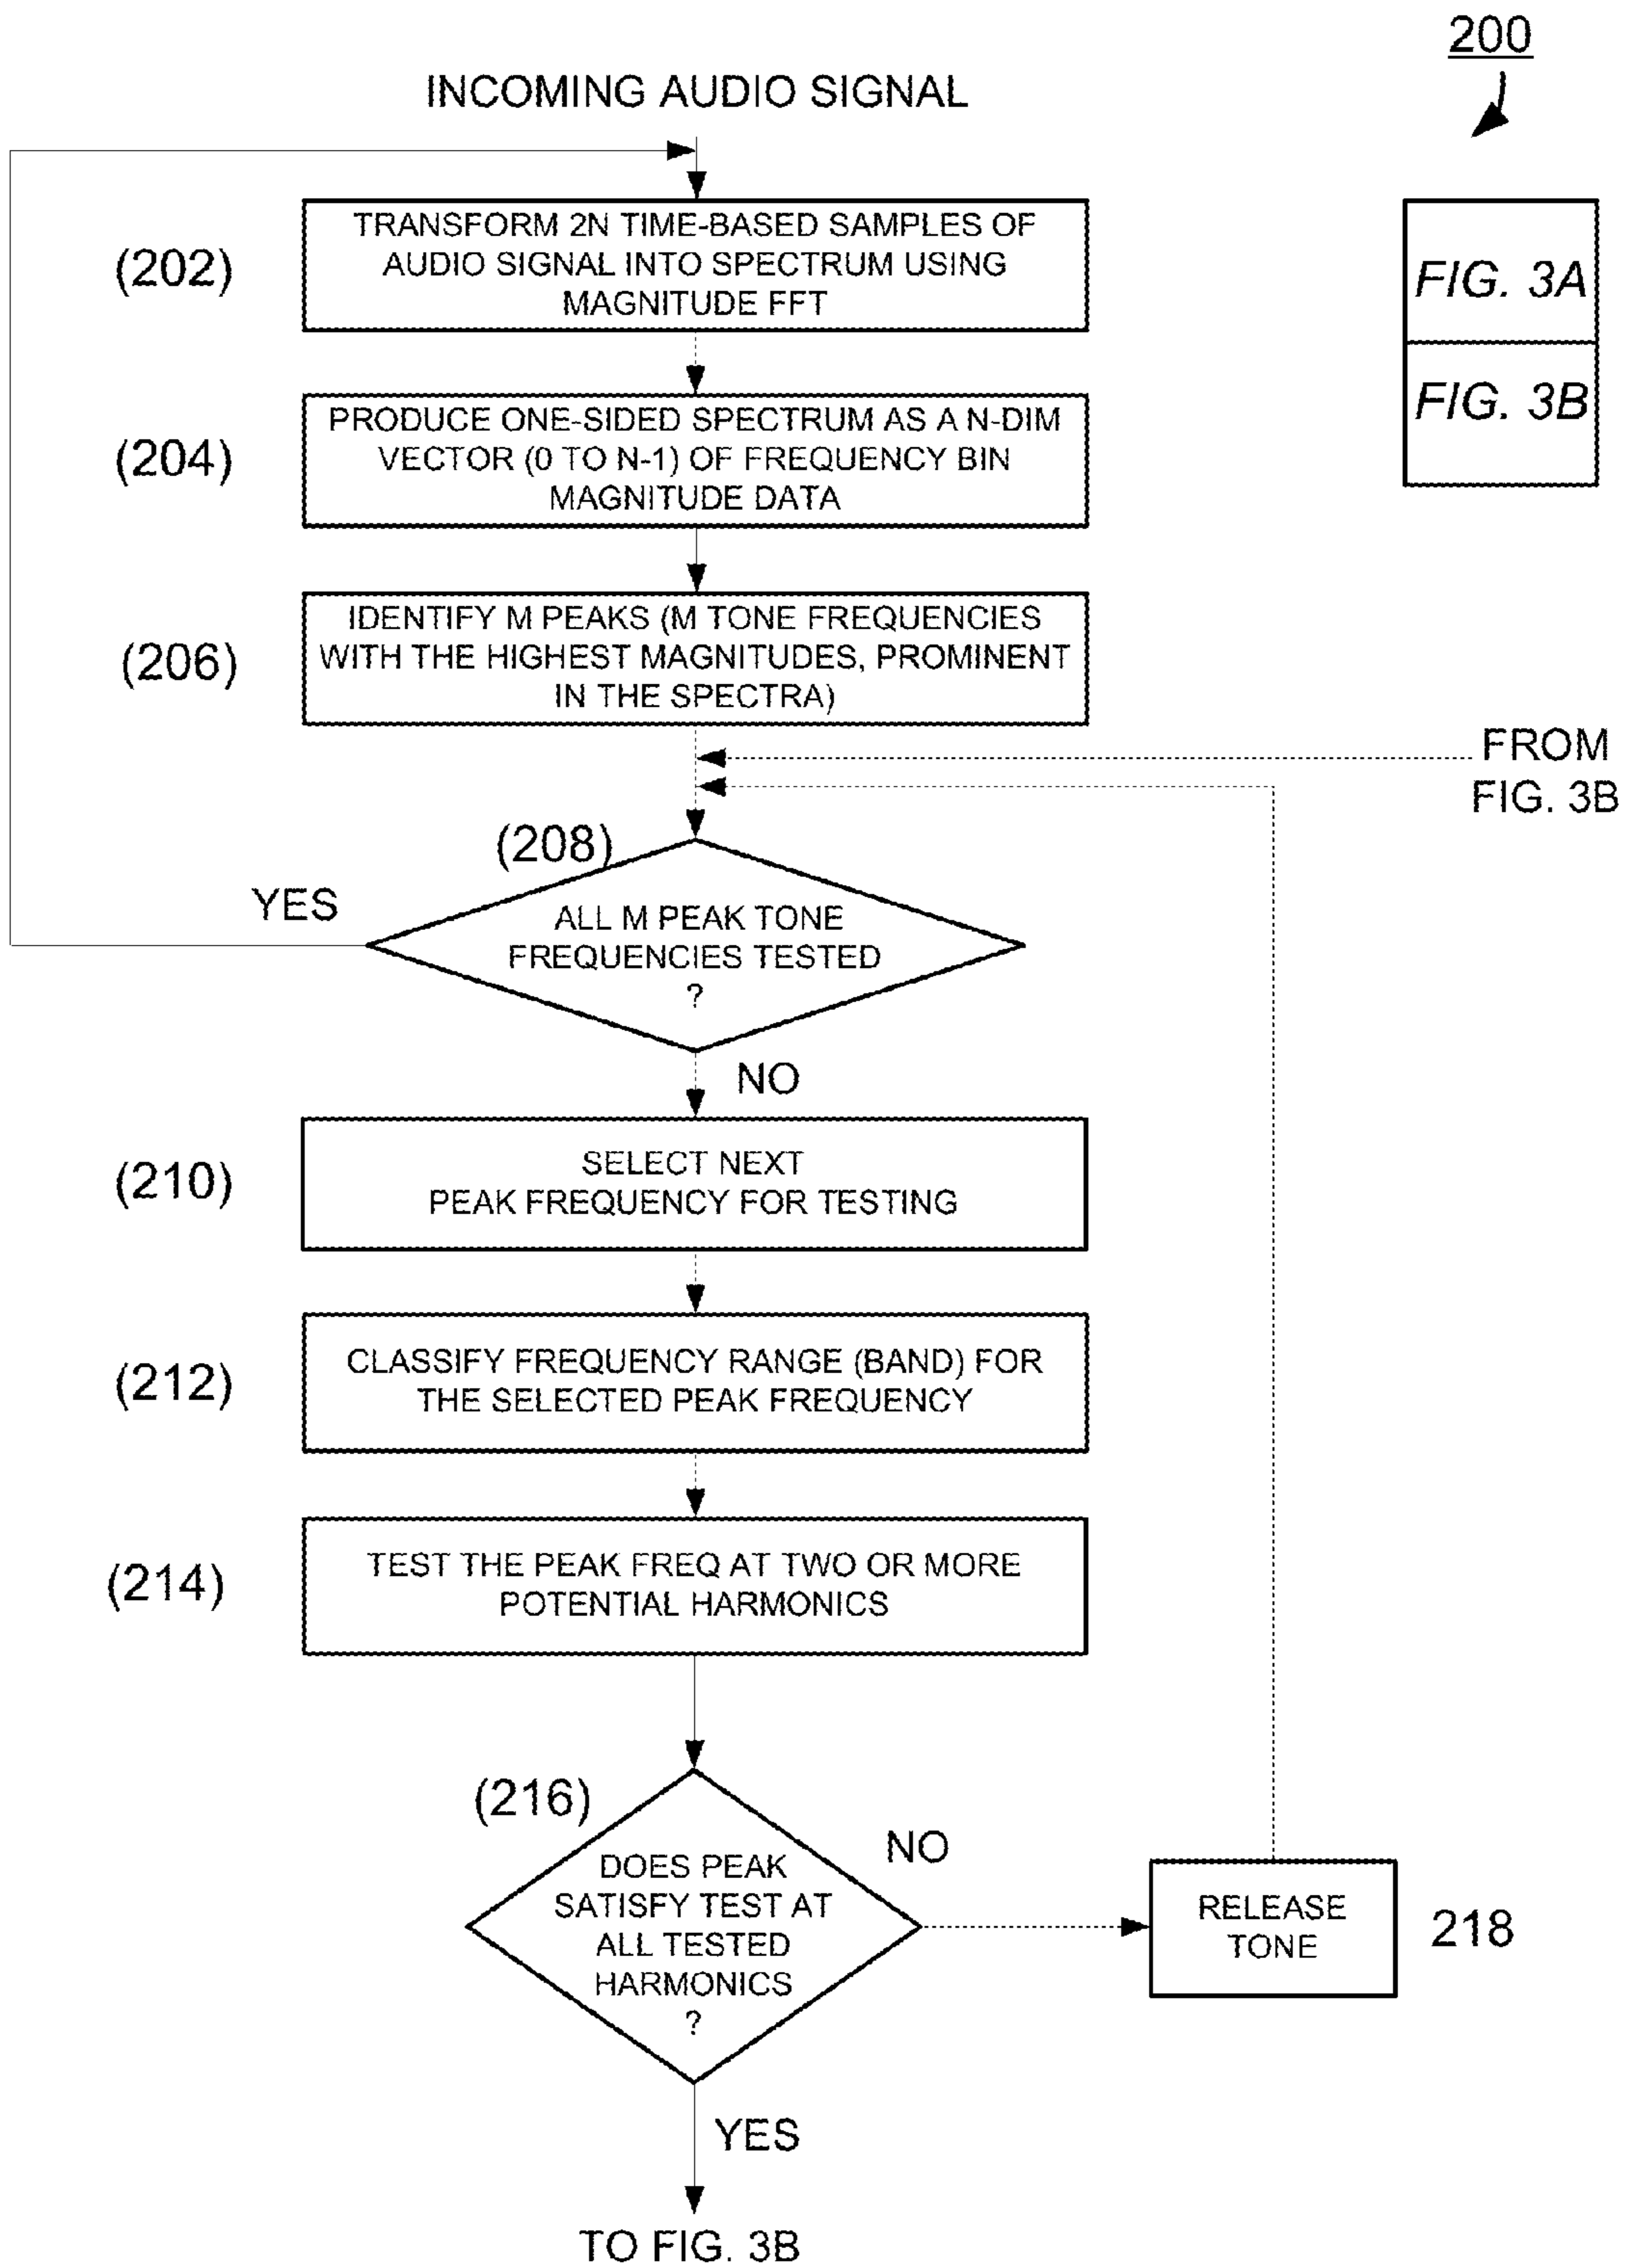 200
INCOMING AUDIO SIGNAL
(202)
TRANSFORM 2N TIME-BASED SAMPLES OF
AUDIO SIGNAL INTO SPECTRUM USING
MAGNITUDE FFT
FIG. 3A
FIG. 3B
(204)
PRODUCE ONE-SIDED SPECTRUM AS A N-DIM
VECTOR (0 TO N-1) OF FREQUENCY BIN
MAGNITUDE DATA
(206)
IDENTIFY M PEAKS (M TONE FREQUENCIES
WITH THE HIGHEST MAGNITUDES, PROMINENT
IN THE SPECTRA)
FROM
FIG. 3B
(208)
YES
ALL M PEAK TONE
FREQUENCIES TESTED
?
NO
(210)
SELECT NEXT
PEAK FREQUENCY FOR TESTING
(212)
CLASSIFY FREQUENCY RANGE (BAND) FOR
THE SELECTED PEAK FREQUENCY
(214)
TEST THE PEAK FREQ AT TWO OR MORE
POTENTIAL HARMONICS
(216)
DOES PEAK
SATISFY TEST AT
ALL TESTED
HARMONICS
?
NO
RELEASE
TONE
218
YES
TO FIG. 3B